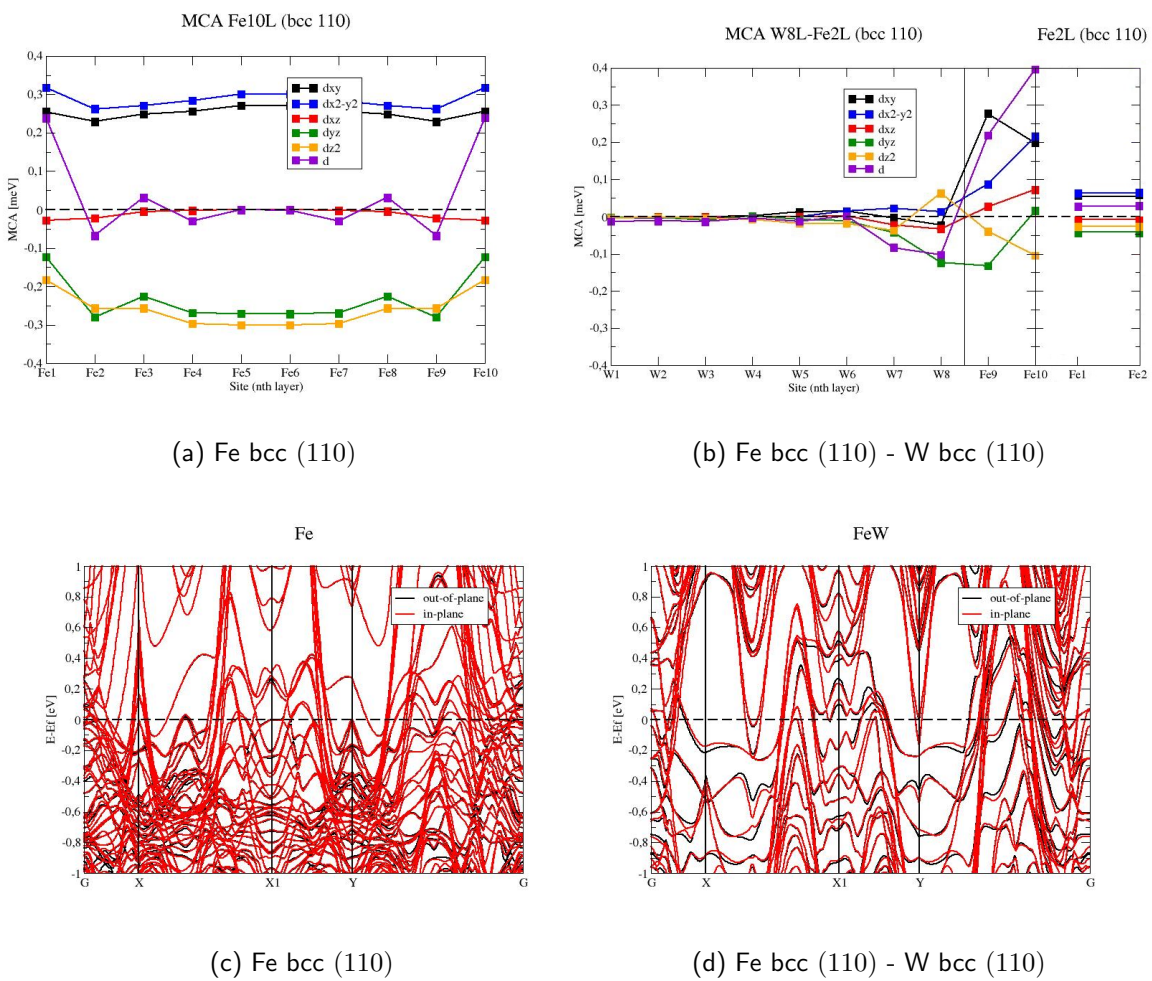 MCA Fe10L (bcc 110)
0,4
0,3
0,2
0,1
0
-0,1
-0,2
-0,3
-0,4
MCA [meV]
dxy
dx2-y2
dxz
dyz
dz2
d
Fe1 Fe2 Fe3 Fe4 Fe5 Fe6 Fe7 Fe8 Fe9 Fe10
Site (nth layer)
(a) Fe bcc (110)
MCA W8L-Fe2L (bcc 110)
Fe2L (bcc 110)
0,4
0,3
0,2
0,1
0
-0,1
0,2
0,3
-0,4
MCA [meV]
dxy
dx2-y2
dxz
dyz
dz2
d
W1 W2 W3 W4 W5 W6 W7 W8 Fe9 Fe10 Fe1 Fe2
Site (nth layer)
(b) Fe bcc (110) - W bcc (110)
Fe
1
0,8
0,6
0,4
0,2
0
-0,2
-0,4
-0,6
-0,8
-1
E-Ef [eV]
out-of-plane
in-plane
G X X1 Y G
(c) Fe bcc (110)
FeW
1
0,8
0,6
0,4
0,2
0
-0,2
-0,4
-0,6
-0,8
-1
E-Ef [eV]
out-of-plane
in-plane
G X X1 Y G
(d) Fe bcc (110) - W bcc (110)